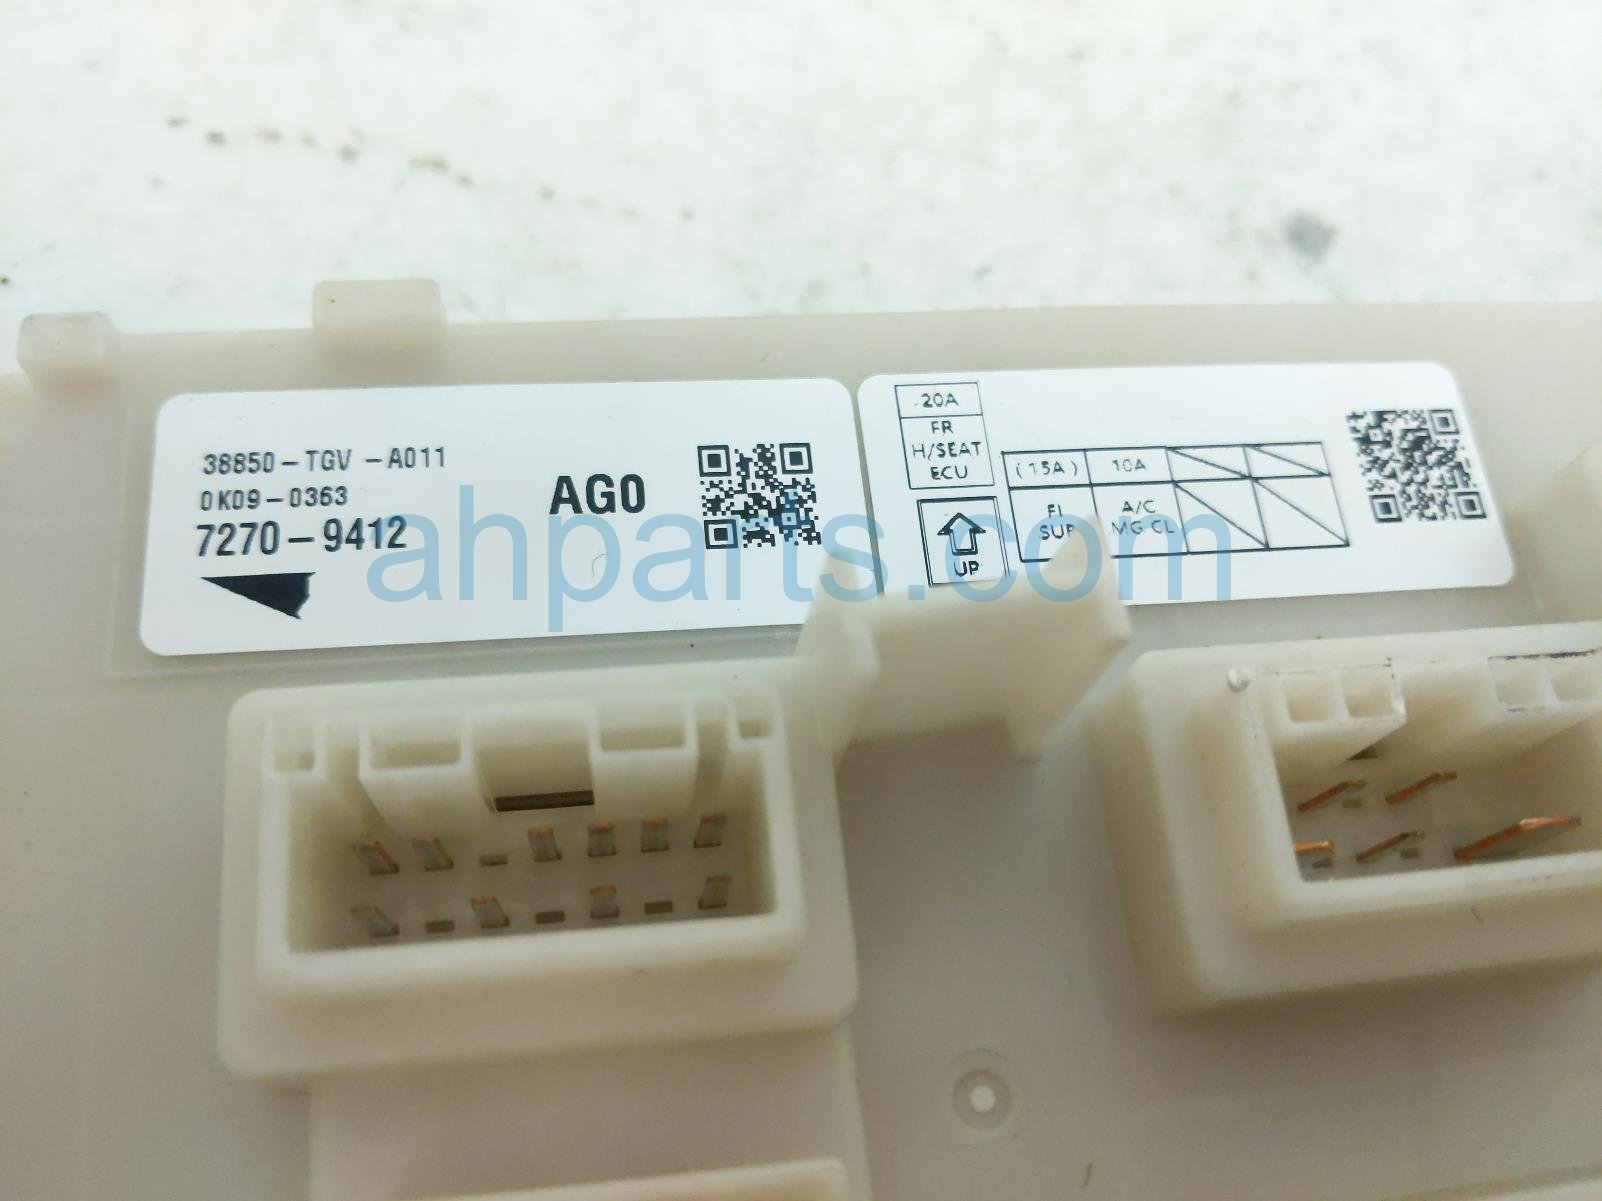 38850-TGV -A011
0K09-0363
7270-9412
AG0
20A
FR
H/SEAT
ECU
UP
(15A)
10A
FI
SUP
A/C
MG CL
ahparts.com